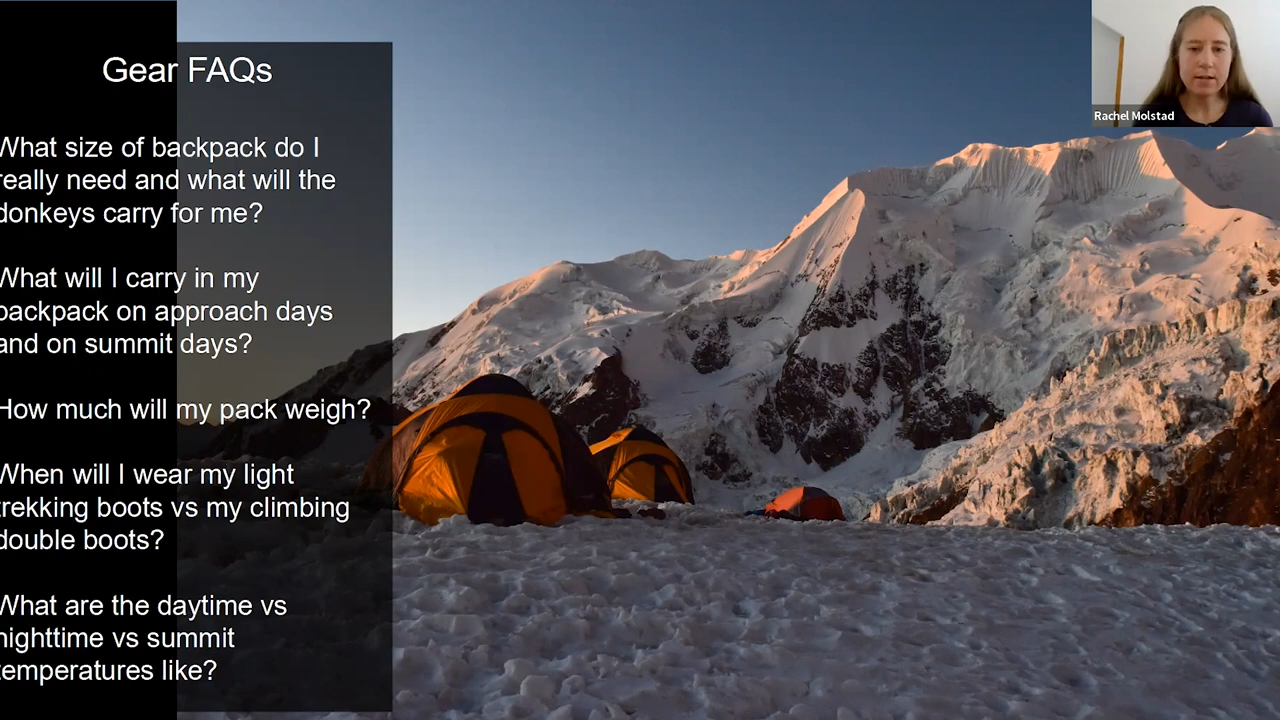 Gear FAQs
What size of backpack do I
really need and what will the
donkeys carry for me?
What will I carry in my
backpack on approach days
and on summit days?
How much will my pack weigh?
When will I wear my light
trekking boots vs my climbing
double boots?
What are the daytime vs
nighttime vs summit
temperatures like?
Rachel Molstad